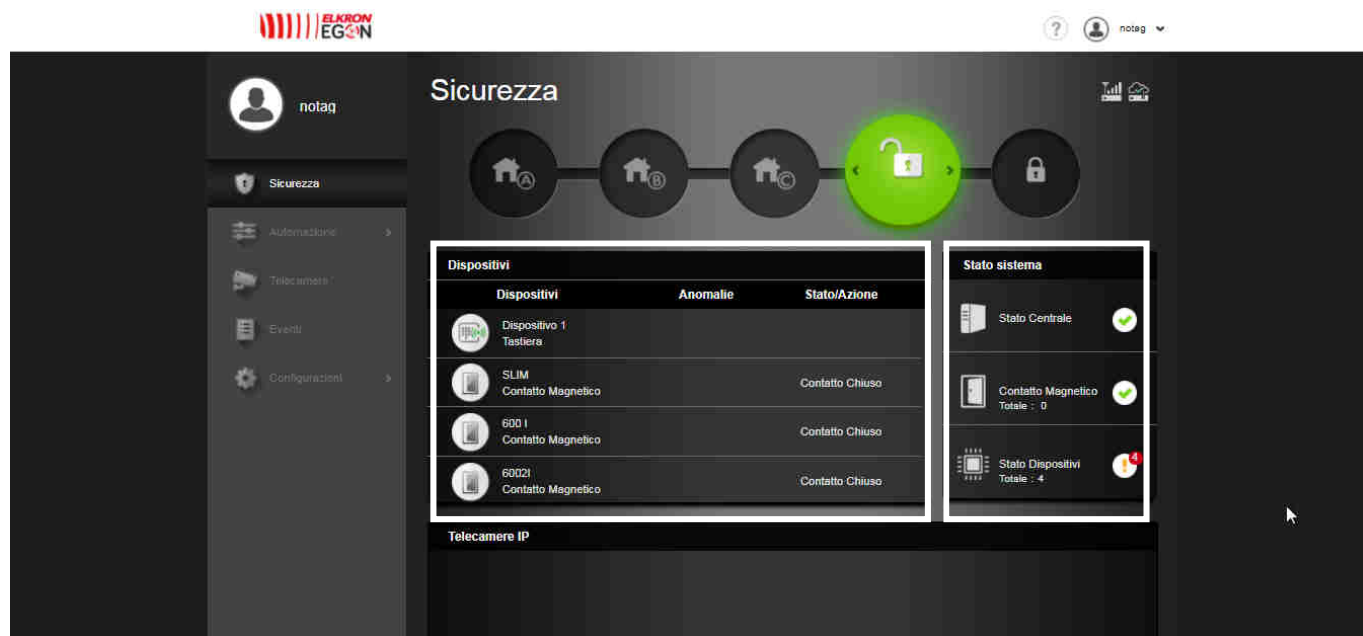 ELKRON
EGON
?
notag
notag
Sicurezza
A
B
C
Sicurezza
Automazione
Telecamere
Eventi
Configurazioni
Dispositivi
Dispositivi Anomalie Stato/Azione
Dispositivo 1
Tastiera
SLIM
Contatto Magnetico
Contatto Chiuso
600 I
Contatto Magnetico
Contatto Chiuso
6002I
Contatto Magnetico
Contatto Chiuso
Stato sistema
Stato Centrale
Contatto Magnetico
Totale : 0
Stato Dispositivi
Totale : 4
4
Telecamere IP